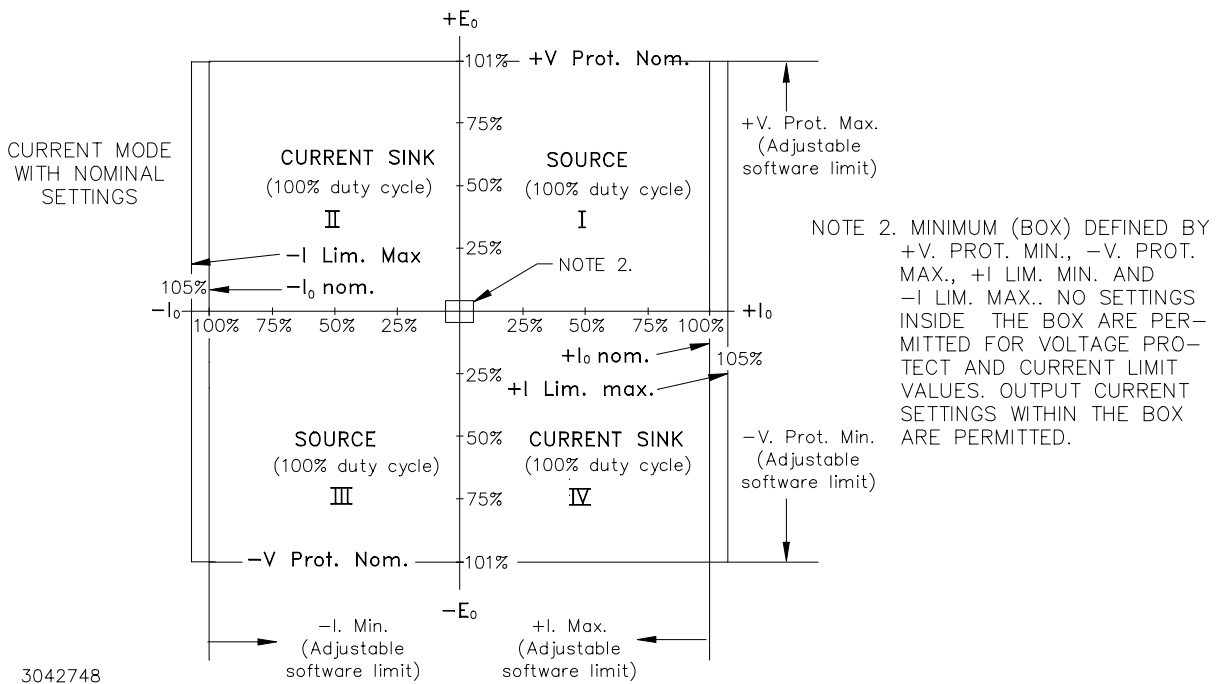 +E₀
101% +V Prot. Nom.
75%
+V. Prot. Max.
(Adjustable
software limit)
CURRENT MODE
WITH NOMINAL
SETTINGS
CURRENT SINK
(100% duty cycle)
II
SOURCE
(100% duty cycle)
I
50%
25%
NOTE 2. MINIMUM (BOX) DEFINED BY
+V. PROT. MIN., −V. PROT.
MAX., +I LIM. MIN. AND
−I LIM. MAX.. NO SETTINGS
INSIDE THE BOX ARE PER−
MITTED FOR VOLTAGE PRO−
TECT AND CURRENT LIMIT
VALUES. OUTPUT CURRENT
SETTINGS WITHIN THE BOX
ARE PERMITTED.
−I Lim. Max
NOTE 2.
105% −I₀ nom.
−I₀ 100% 75% 50% 25% 25% 50% 75% 100% +I₀
+I₀ nom. 105%
25%
+I Lim. max.
SOURCE
(100% duty cycle)
III
50%
CURRENT SINK
(100% duty cycle)
IV
−V. Prot. Min.
(Adjustable
software limit)
75%
−V Prot. Nom. 101%
−E₀
−I. Min.
(Adjustable
software limit)
+I. Max.
(Adjustable
software limit)
3042748